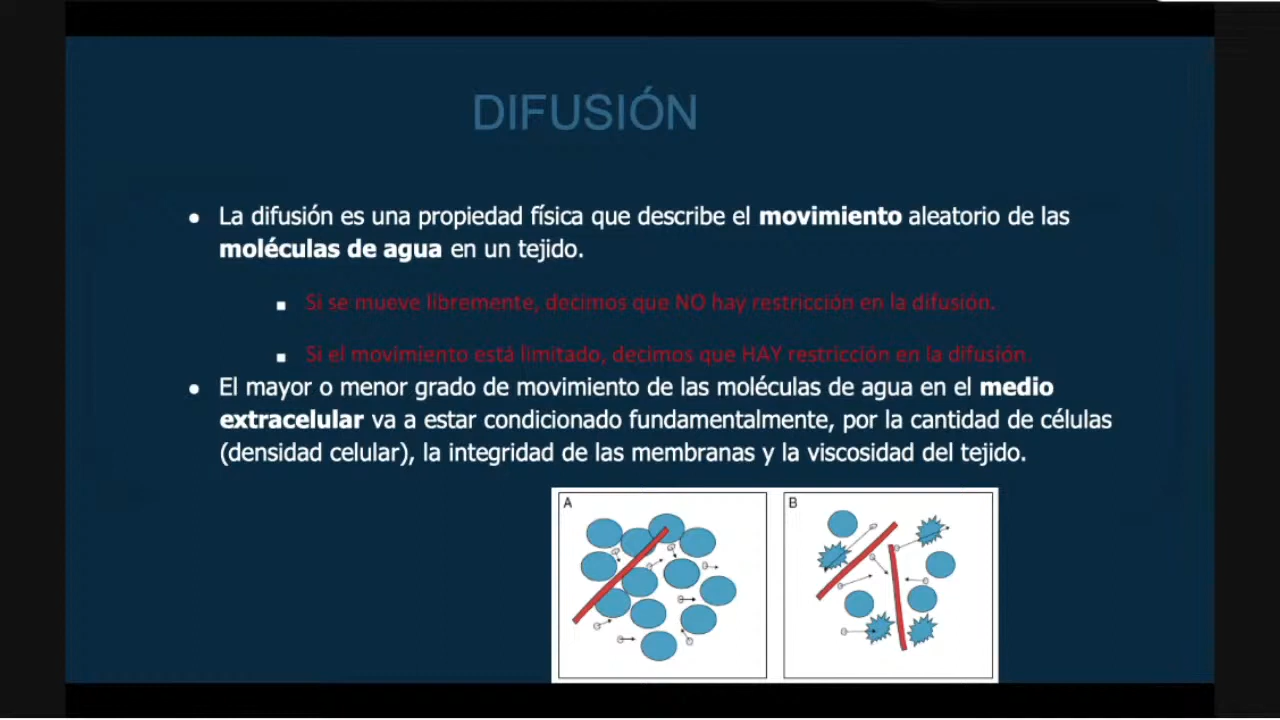 DIFUSIÓN
● La difusión es una propiedad física que describe el movimiento aleatorio de las
moléculas de agua en un tejido.
■ Si se mueve libremente, decimos que NO hay restricción en la difusión.
■ Si el movimiento está limitado, decimos que HAY restricción en la difusión.
● El mayor o menor grado de movimiento de las moléculas de agua en el medio
extracelular va a estar condicionado fundamentalmente, por la cantidad de células
(densidad celular), la integridad de las membranas y la viscosidad del tejido.
A
B